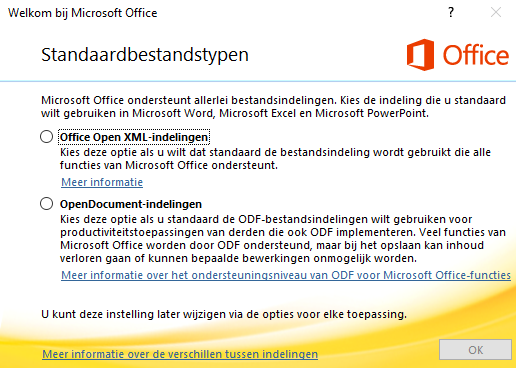 Welkom bij Microsoft Office
?
Standaardbestandstypen
Office
Microsoft Office ondersteunt allerlei bestandsindelingen. Kies de indeling die u standaard
wilt gebruiken in Microsoft Word, Microsoft Excel en Microsoft PowerPoint.
Office Open XML-indelingen
Kies deze optie als u wilt dat standaard de bestandsindeling wordt gebruikt die alle
functies van Microsoft Office ondersteunt.
Meer informatie
OpenDocument-indelingen
Kies deze optie als u standaard de ODF-bestandsindelingen wilt gebruiken voor
productiviteitstoepassingen van derden die ook ODF implementeren. Veel functies van
Microsoft Office worden door ODF ondersteund, maar bij het opslaan kan inhoud
verloren gaan of kunnen bepaalde bewerkingen onmogelijk worden.
Meer informatie over het ondersteuningsniveau van ODF voor Microsoft Office-functies
U kunt deze instelling later wijzigen via de opties voor elke toepassing.
Meer informatie over de verschillen tussen indelingen
OK